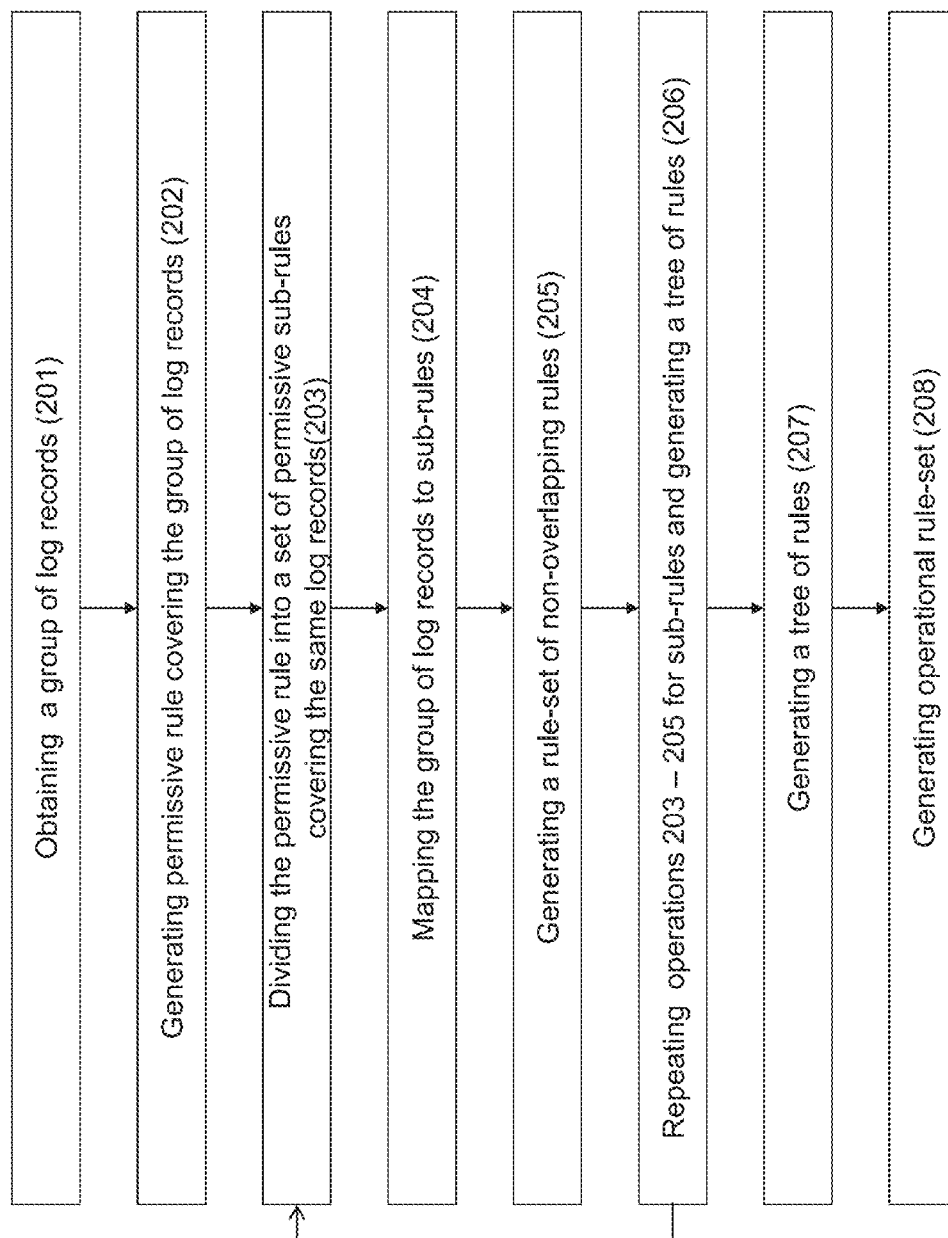 Obtaining a group of log records (201)
Generating permissive rule covering the group of log records (202)
Dividing the permissive rule into a set of permissive sub-rules
covering the same log records(203)
Mapping the group of log records to sub-rules (204)
Generating a rule-set of non-overlapping rules (205)
Repeating operations 203 – 205 for sub-rules and generating a tree of rules (206)
Generating a tree of rules (207)
Generating operational rule-set (208)